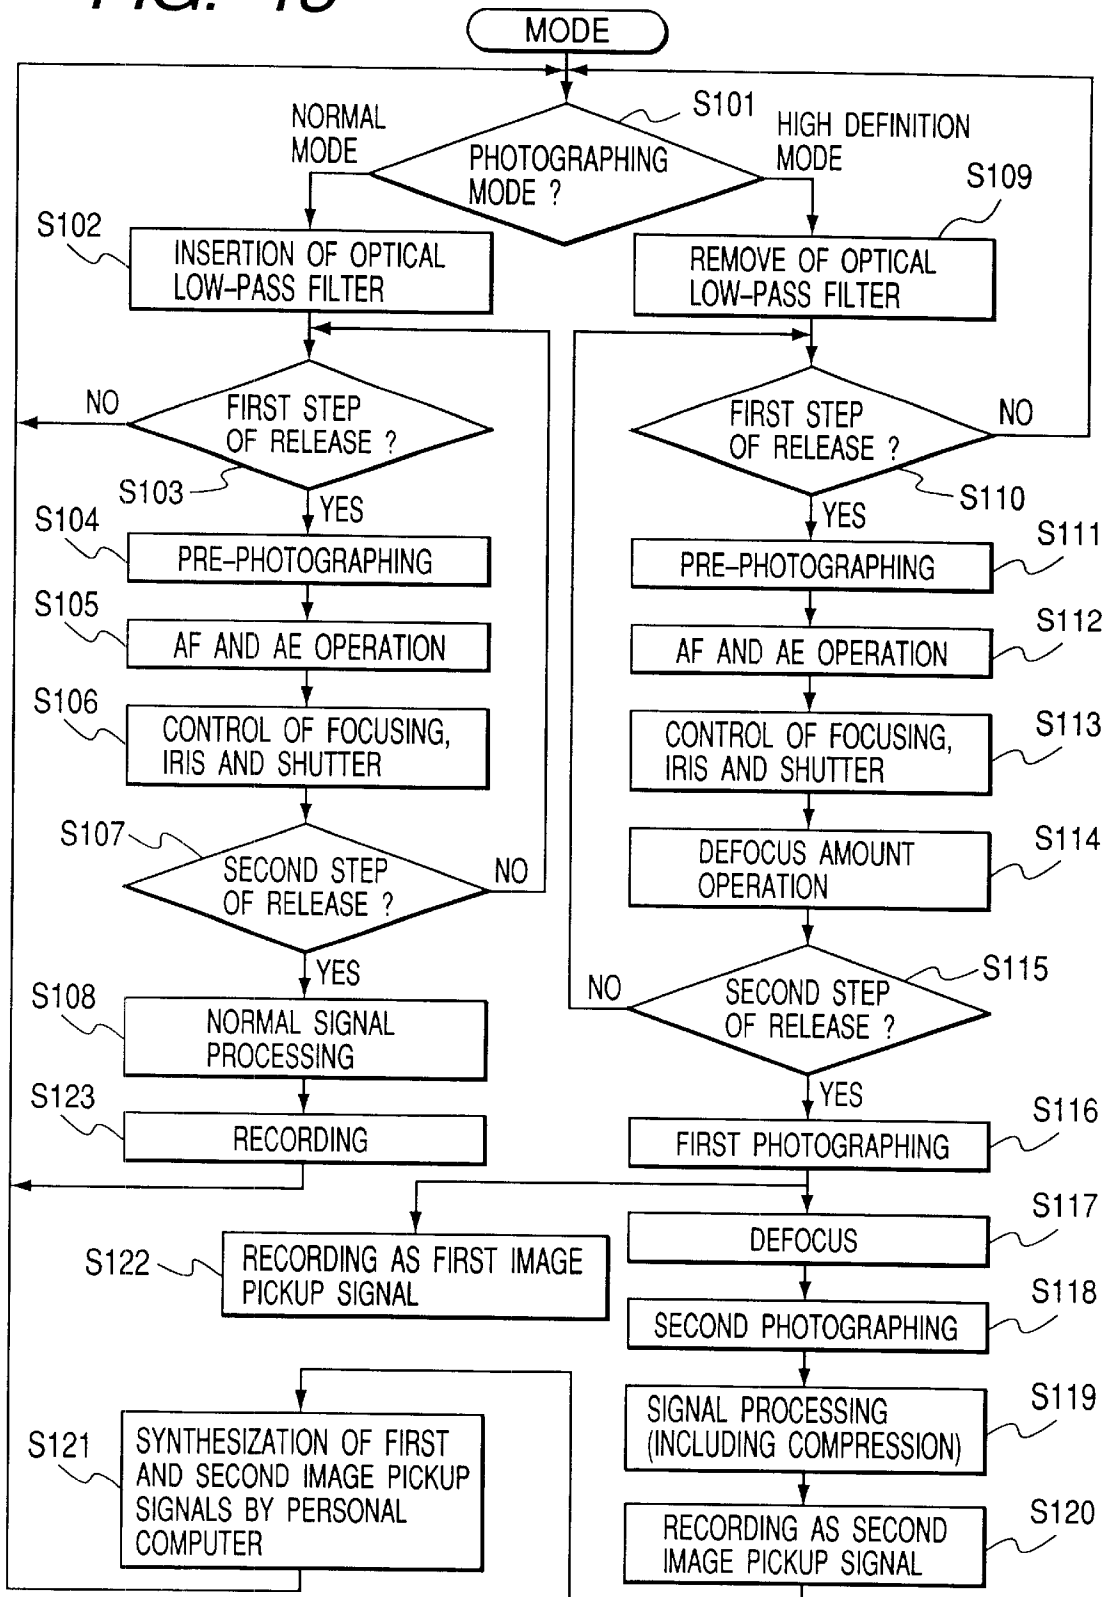 MODE
S101
NORMAL
MODE
PHOTOGRAPHING
MODE ?
HIGH DEFINITION
MODE
S109
S102
INSERTION OF OPTICAL
LOW-PASS FILTER
REMOVE OF OPTICAL
LOW-PASS FILTER
NO
FIRST STEP
OF RELEASE ?
S103
YES
FIRST STEP
OF RELEASE ?
NO
S110
YES
S104
PRE-PHOTOGRAPHING
S111
PRE-PHOTOGRAPHING
S105
AF AND AE OPERATION
S112
AF AND AE OPERATION
S106
CONTROL OF FOCUSING,
IRIS AND SHUTTER
S113
CONTROL OF FOCUSING,
IRIS AND SHUTTER
S107
SECOND STEP
OF RELEASE ?
NO
YES
S114
DEFOCUS AMOUNT
OPERATION
S115
NO
SECOND STEP
OF RELEASE ?
YES
S108
NORMAL SIGNAL
PROCESSING
S123
RECORDING
S116
FIRST PHOTOGRAPHING
S122
RECORDING AS FIRST IMAGE
PICKUP SIGNAL
S117
DEFOCUS
S118
SECOND PHOTOGRAPHING
S119
SIGNAL PROCESSING
(INCLUDING COMPRESSION)
S121
SYNTHESIZATION OF FIRST
AND SECOND IMAGE PICKUP
SIGNALS BY PERSONAL
COMPUTER
S120
RECORDING AS SECOND
IMAGE PICKUP SIGNAL